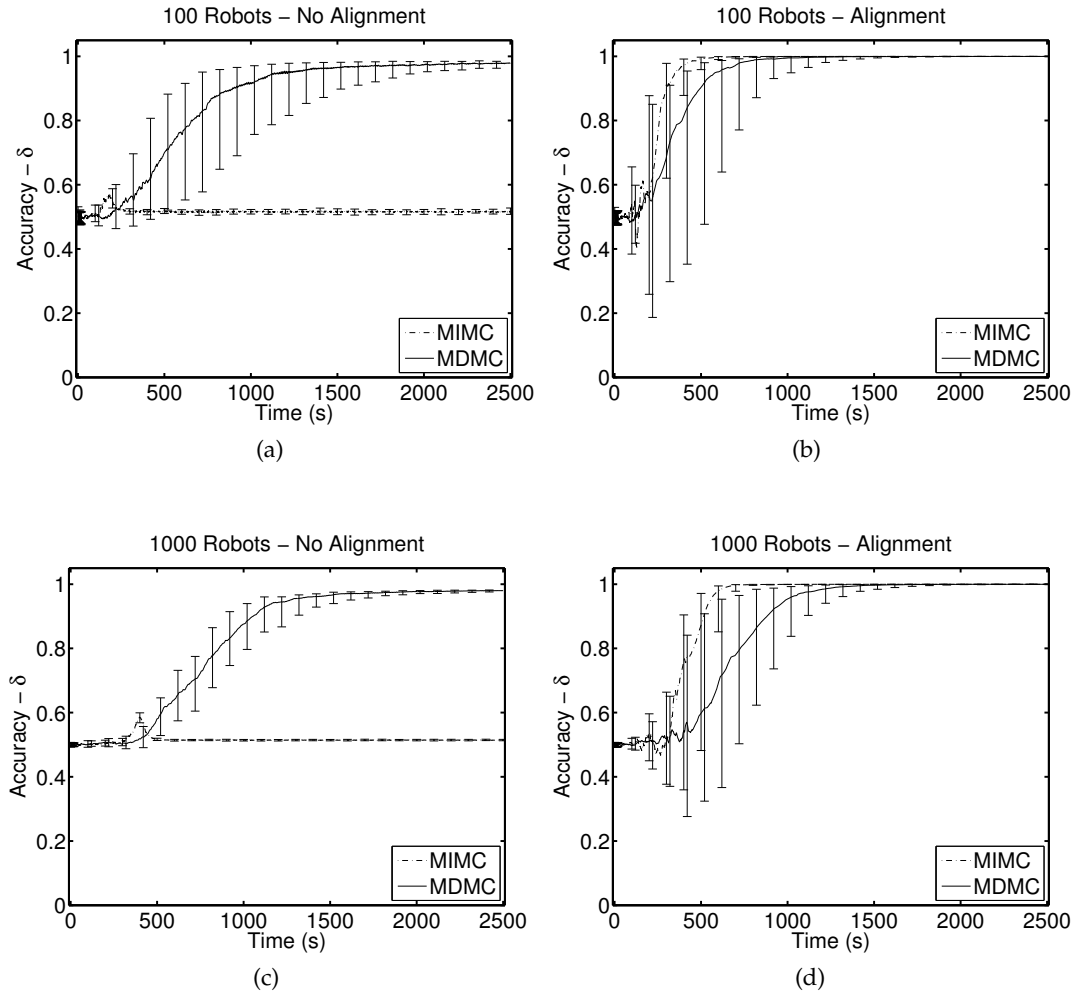 100 Robots − No Alignment
1
0.8
0.6
0.4
0.2
0
Accuracy − δ
MIMC
MDMC
0 500 1000 1500 2000 2500
Time (s)
(a)
100 Robots − Alignment
1
0.8
0.6
0.4
0.2
0
Accuracy − δ
MIMC
MDMC
0 500 1000 1500 2000 2500
Time (s)
(b)
1000 Robots − No Alignment
1
0.8
0.6
0.4
0.2
0
Accuracy − δ
MIMC
MDMC
0 500 1000 1500 2000 2500
Time (s)
(c)
1000 Robots − Alignment
1
0.8
0.6
0.4
0.2
0
Accuracy − δ
MIMC
MDMC
0 500 1000 1500 2000 2500
Time (s)
(d)